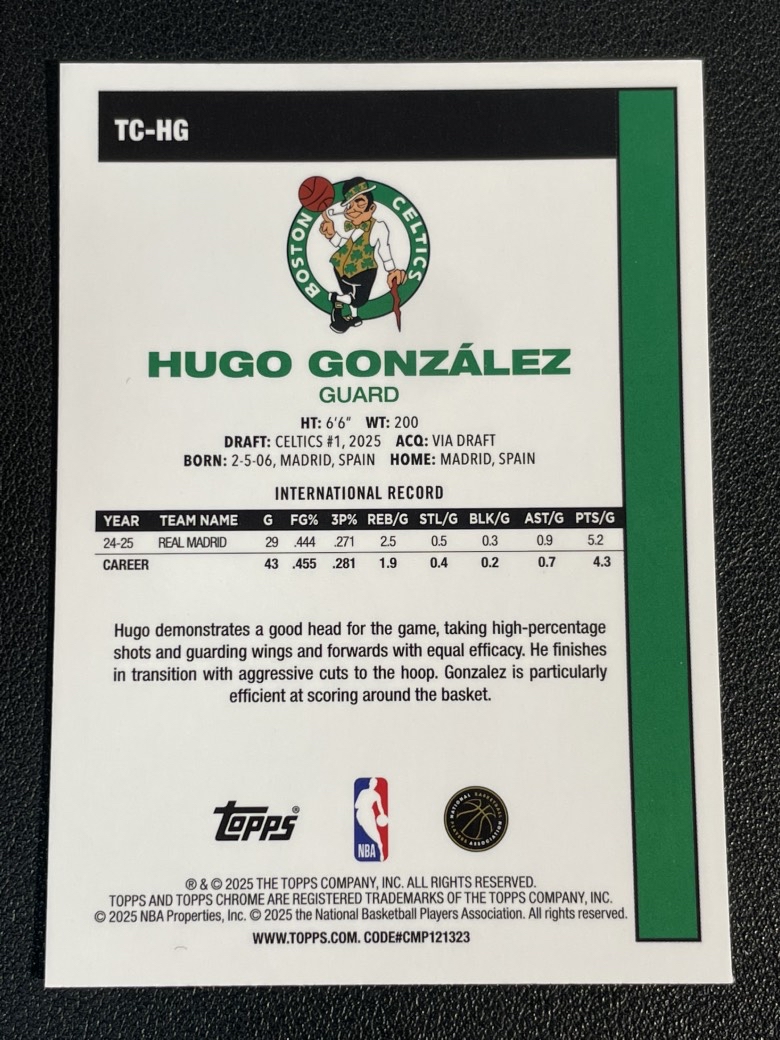 TC-HG
BOSTON CELTICS
HUGO GONZÁLEZ
GUARD
HT: 6'6" WT: 200
DRAFT: CELTICS #1, 2025 ACQ: VIA DRAFT
BORN: 2-5-06, MADRID, SPAIN HOME: MADRID, SPAIN
INTERNATIONAL RECORD
YEAR TEAM NAME G FG% 3P% REB/G STL/G BLK/G AST/G PTS/G
24-25 REAL MADRID 29 .444 .271 2.5 0.5 0.3 0.9 5.2
CAREER 43 .455 .281 1.9 0.4 0.2 0.7 4.3
Hugo demonstrates a good head for the game, taking high-percentage
shots and guarding wings and forwards with equal efficacy. He finishes
in transition with aggressive cuts to the hoop. Gonzalez is particularly
efficient at scoring around the basket.
Topps®
NBA
NATIONAL BASKETBALL PLAYERS ASSOCIATION
® & © 2025 THE TOPPS COMPANY, INC. ALL RIGHTS RESERVED.
TOPPS AND TOPPS CHROME ARE REGISTERED TRADEMARKS OF THE TOPPS COMPANY, INC.
© 2025 NBA Properties, Inc. © 2025 the National Basketball Players Association. All rights reserved.
WWW.TOPPS.COM. CODE#CMP121323